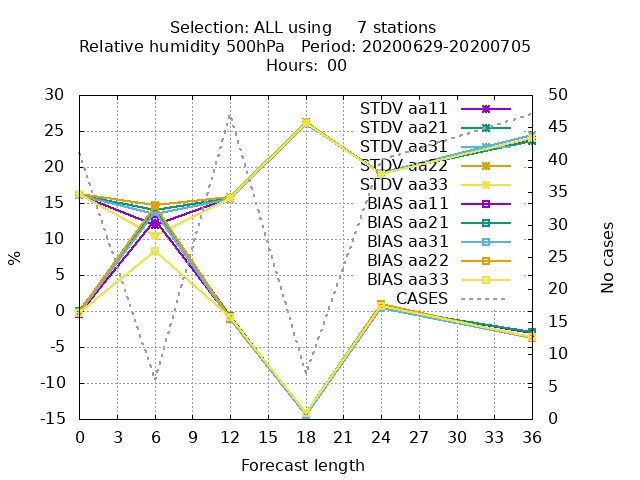 Selection: ALL using 7 stations
Relative humidity 500hPa Period: 20200629-20200705
Hours: 00
30
25
20
15
10
5
0
-5
-10
-15
%
50
45
40
35
30
25
20
15
10
5
0
No cases
STDV aa11
STDV aa21
STDV aa31
STDV aa22
STDV aa33
BIAS aa11
BIAS aa21
BIAS aa31
BIAS aa22
BIAS aa33
CASES
0 3 6 9 12 15 18 21 24 27 30 33 36
Forecast length